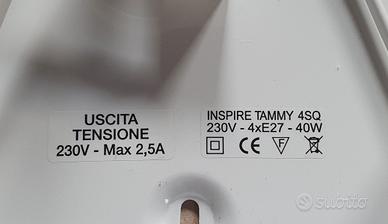 USCITA
TENSIONE
230V - Max 2,5A
INSPIRE TAMMY 4SQ
230V - 4xE27 - 40W
CE F
subito